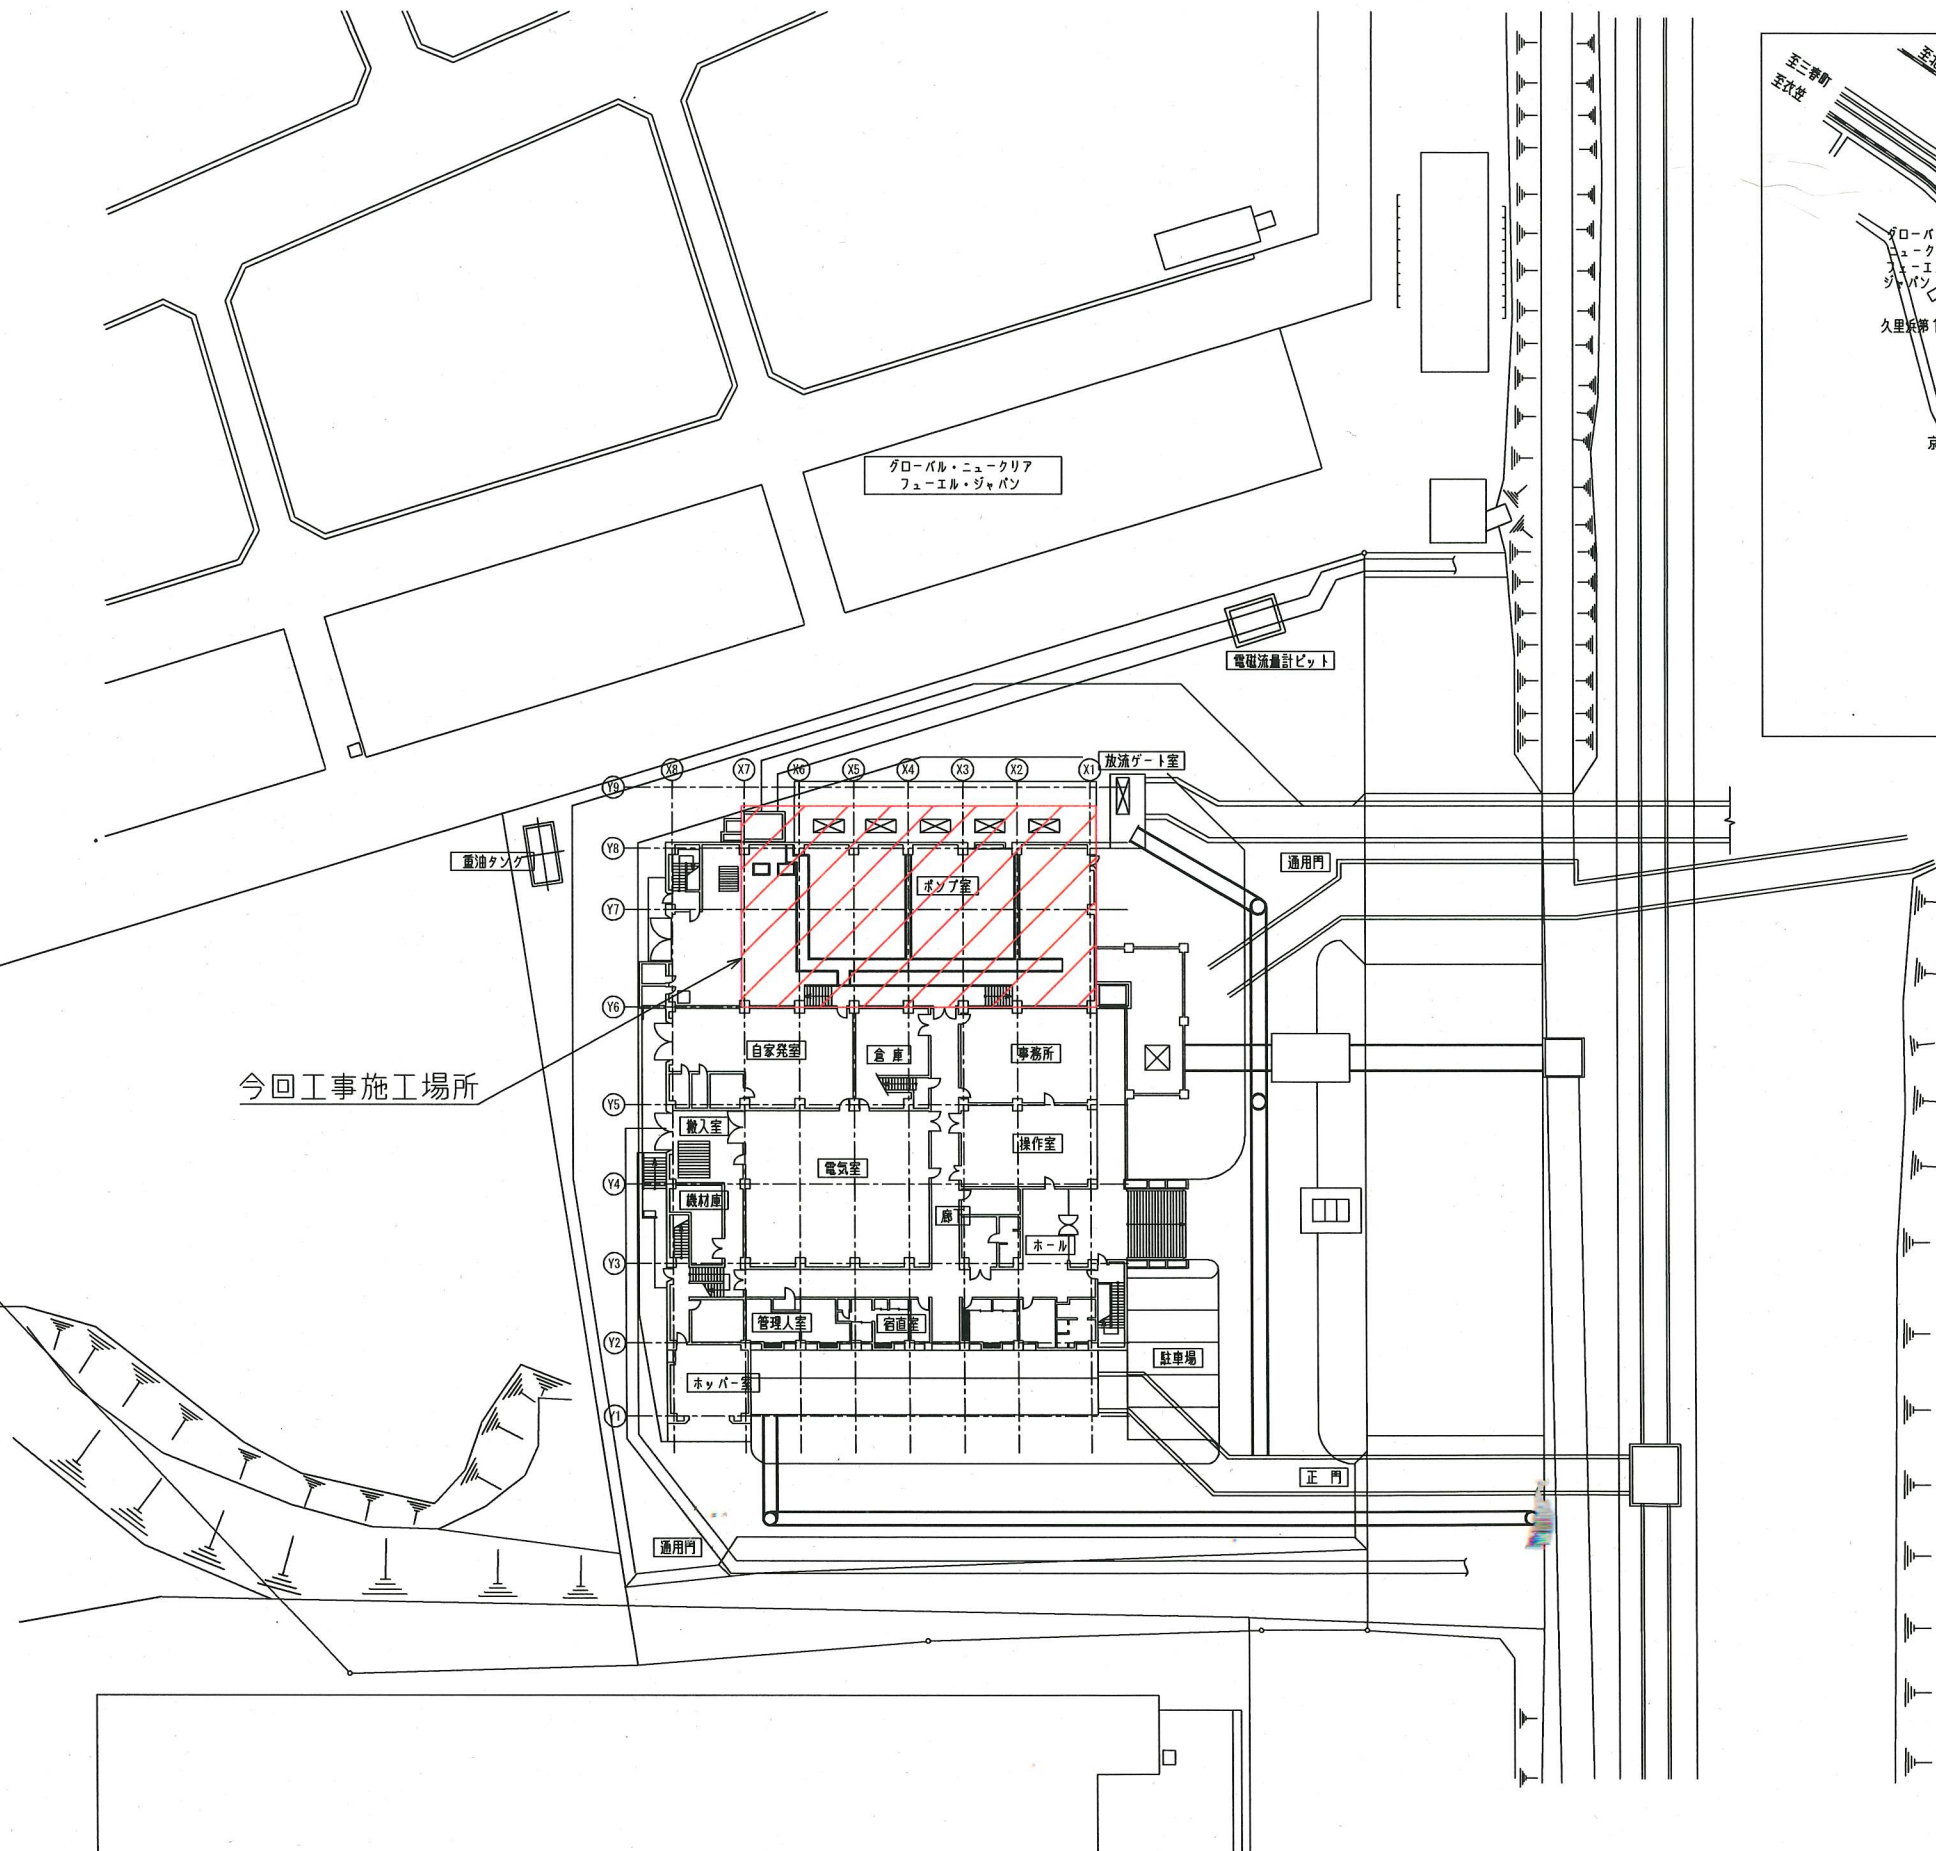 至三春町
至衣笠
グローバル・ニュークリア
フューエル・ジャパン
電磁流量計ピット
放流ゲート室
X8
X7
X6
X5
X4
X3
X2
X1
Y9
Y8
重油タンク
通用門
ポンプ室
Y7
Y6
自家発室
倉庫
事務所
今回工事施工場所
Y5
搬入室
操作室
電気室
Y4
機材庫
廊下
ホール
Y3
管理人室
宿直室
Y2
駐車場
ホッパー室
Y1
正門
通用門